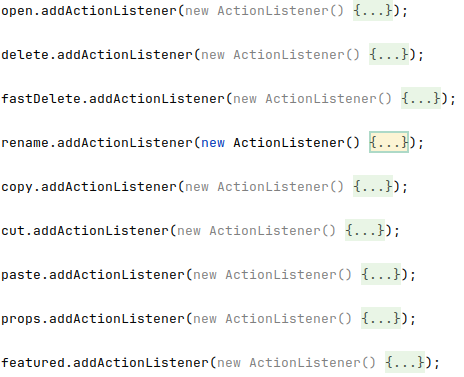 open.addActionListener(new ActionListener() {...});
delete.addActionListener(new ActionListener() {...});
fastDelete.addActionListener(new ActionListener() {...});
rename.addActionListener(new ActionListener() {...});
copy.addActionListener(new ActionListener() {...});
cut.addActionListener(new ActionListener() {...});
paste.addActionListener(new ActionListener() {...});
props.addActionListener(new ActionListener() {...});
featured.addActionListener(new ActionListener() {...});